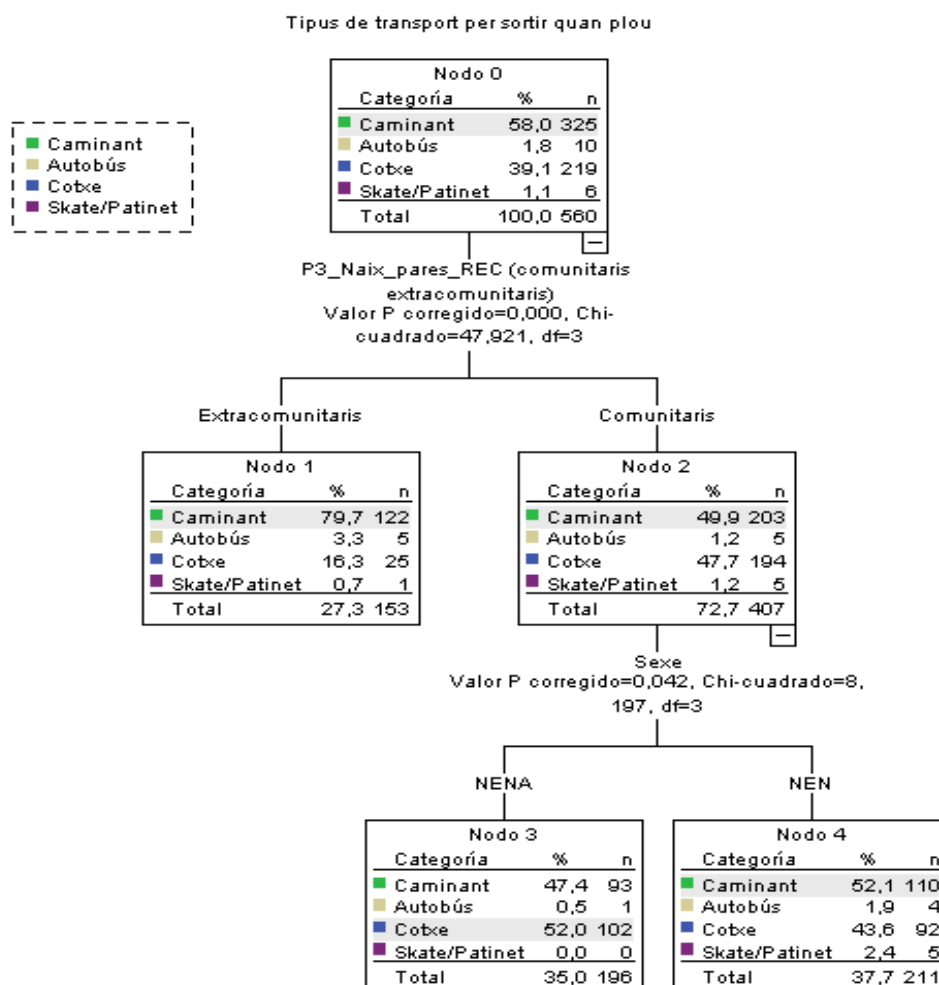 Tipus de transport per sortir quan plou
Caminant
Autobús
Cotxe
Skate/Patinet
Nodo 0
Categoría % n
Caminant 58,0 325
Autobús 1,8 10
Cotxe 39,1 219
Skate/Patinet 1,1 6
Total 100,0 560
P3_Naix_pares_REC (comunitaris
extracomunitaris)
Valor P corregido=0,000, Chi-
cuadrado=47,921, df=3
Extracomunitaris
Comunitaris
Nodo 1
Categoría % n
Caminant 79,7 122
Autobús 3,3 5
Cotxe 16,3 25
Skate/Patinet 0,7 1
Total 27,3 153
Nodo 2
Categoría % n
Caminant 49,9 203
Autobús 1,2 5
Cotxe 47,7 194
Skate/Patinet 1,2 5
Total 72,7 407
Sexe
Valor P corregido=0,042, Chi-cuadrado=8,
197, df=3
NENA
NEN
Nodo 3
Categoría % n
Caminant 47,4 93
Autobús 0,5 1
Cotxe 52,0 102
Skate/Patinet 0,0 0
Total 35,0 196
Nodo 4
Categoría % n
Caminant 52,1 110
Autobús 1,9 4
Cotxe 43,6 92
Skate/Patinet 2,4 5
Total 37,7 211